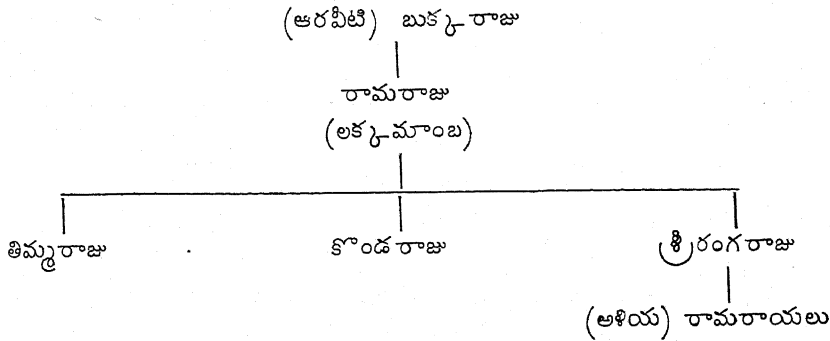 (ఆరవీటి) బుక్కరాజు
రామరాజు
(లక్కమాంబ)
తిమ్మరాజు కొండరాజు శ్రీరంగరాజు
(అళియ) రామరాయలు